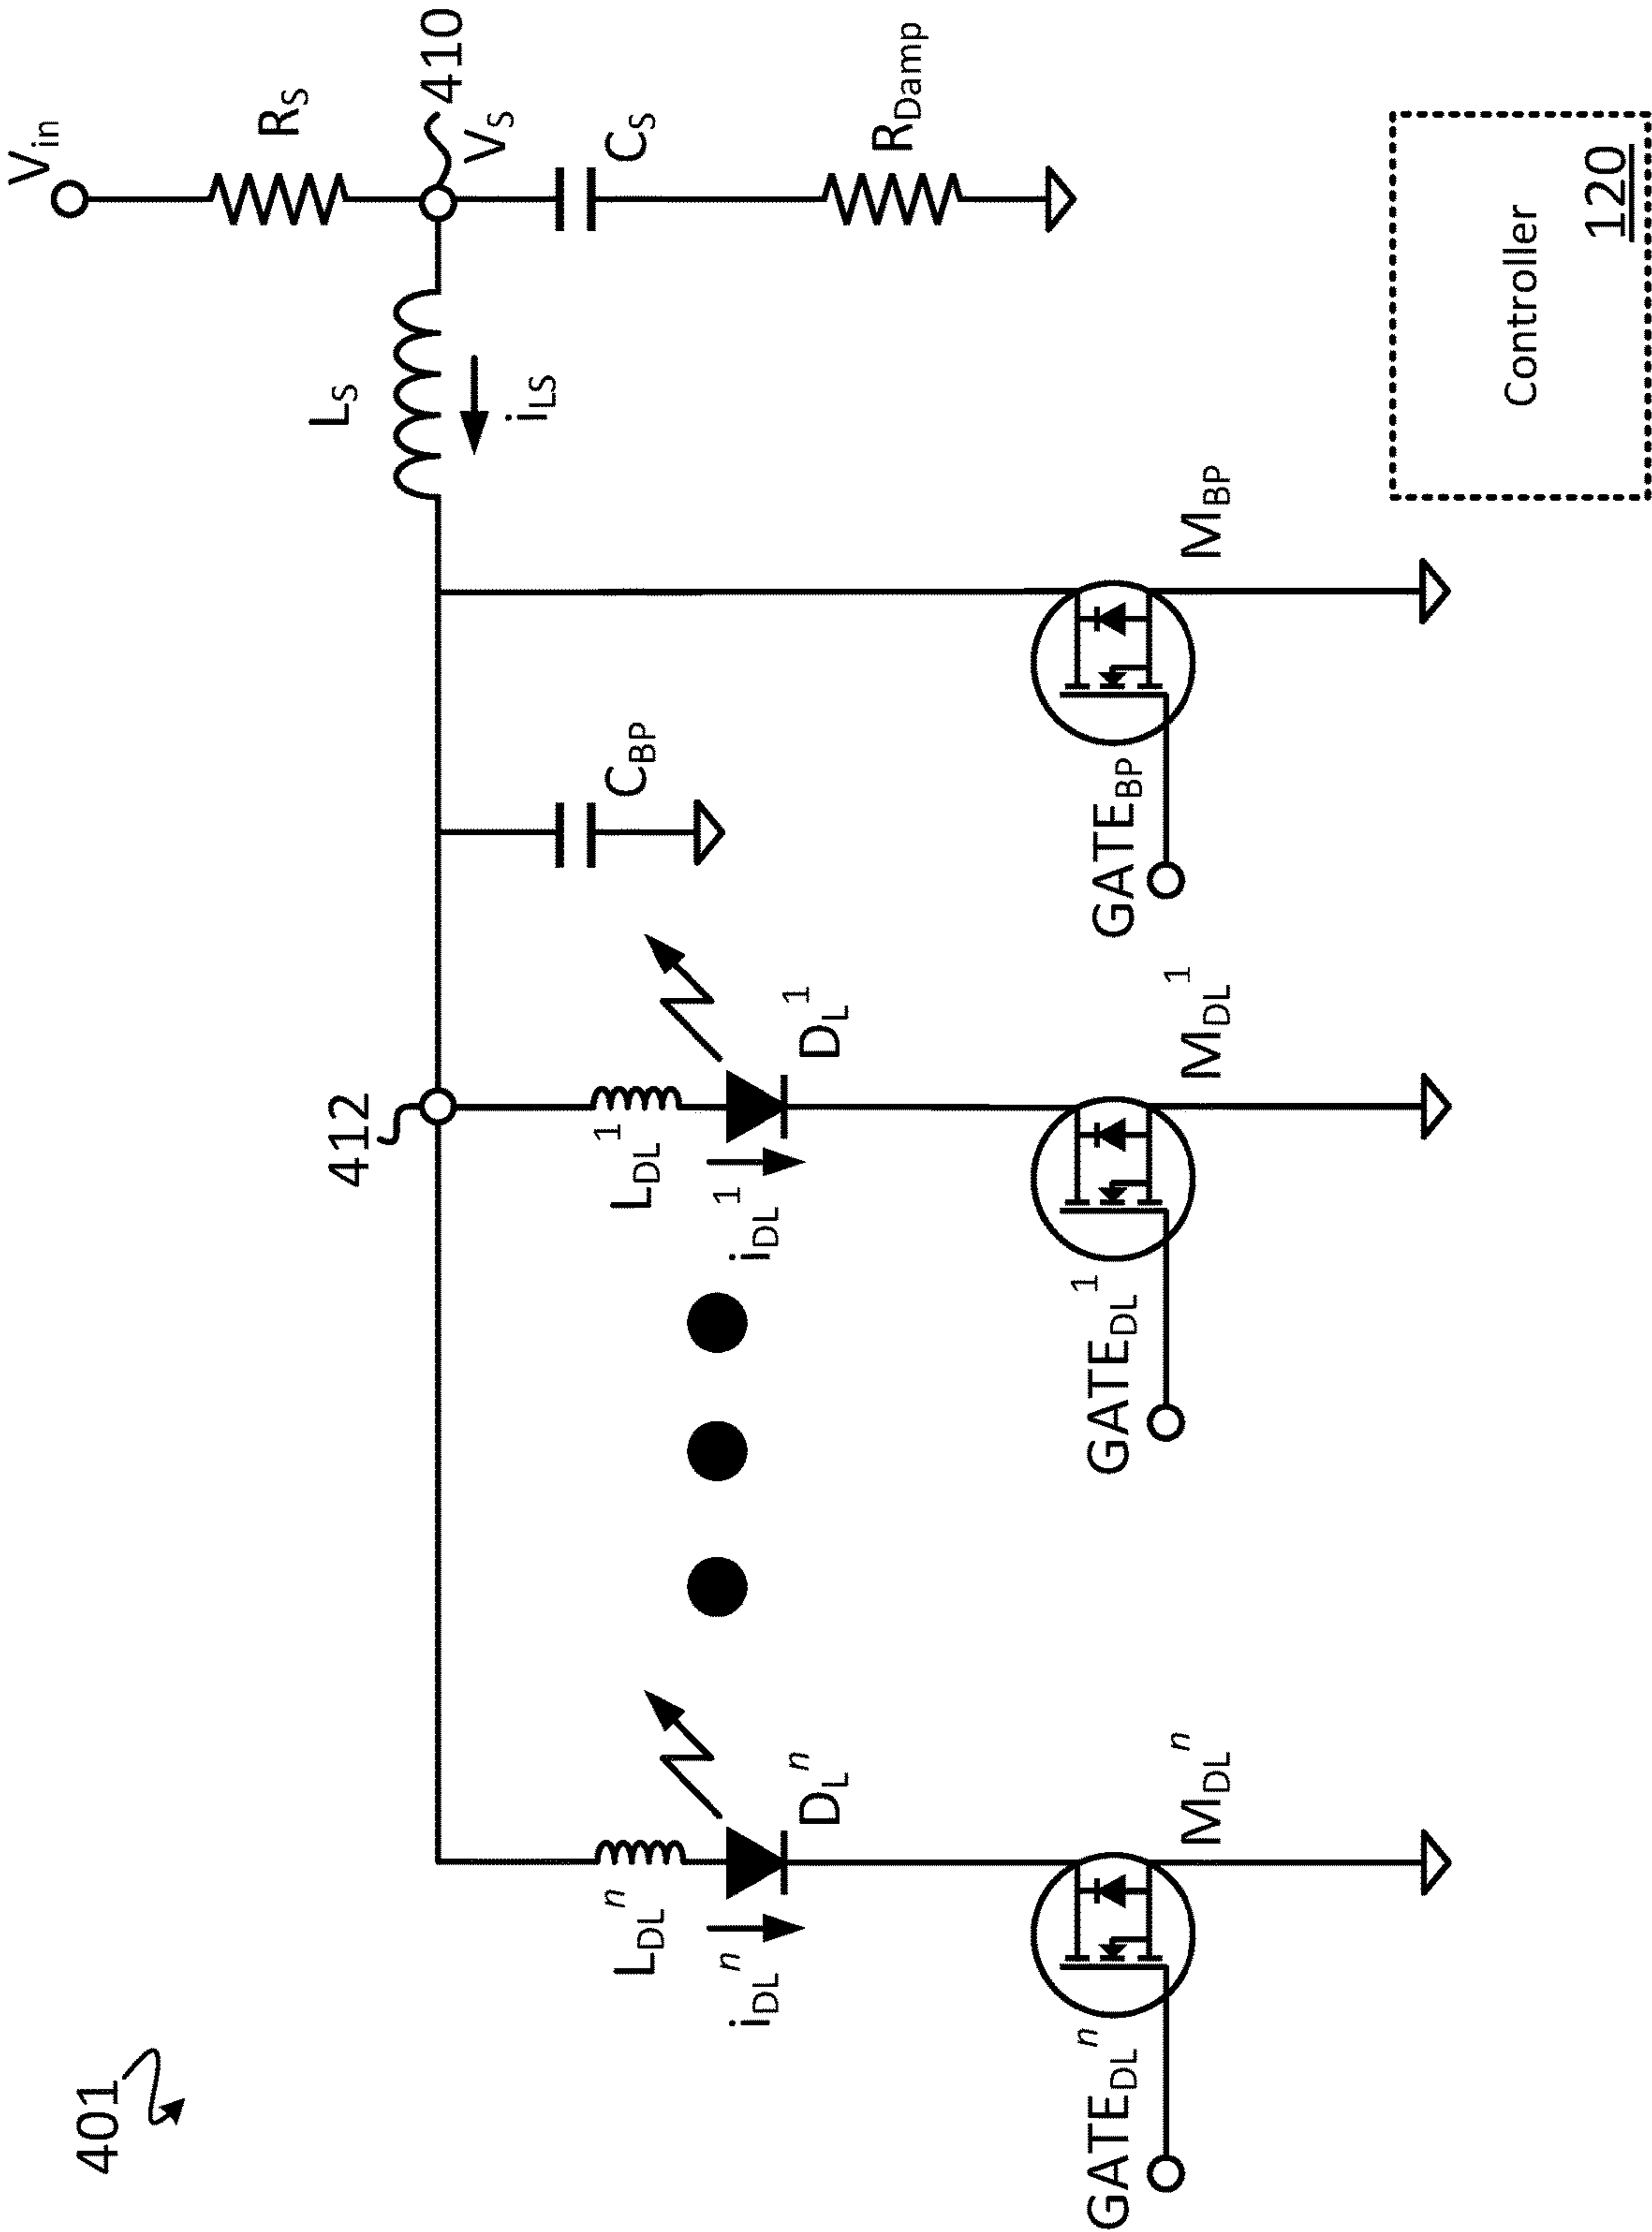 401
V_in
R_S
410
V_S
C_S
R_Damp
L_S
i_LS
412
C_BP
L_DL^n
i_DL^n
D_L^n
L_DL^1
i_DL^1
D_L^1
GATE_DL^n
M_DL^n
GATE_DL^1
M_DL^1
GATE_BP
M_BP
Controller
120